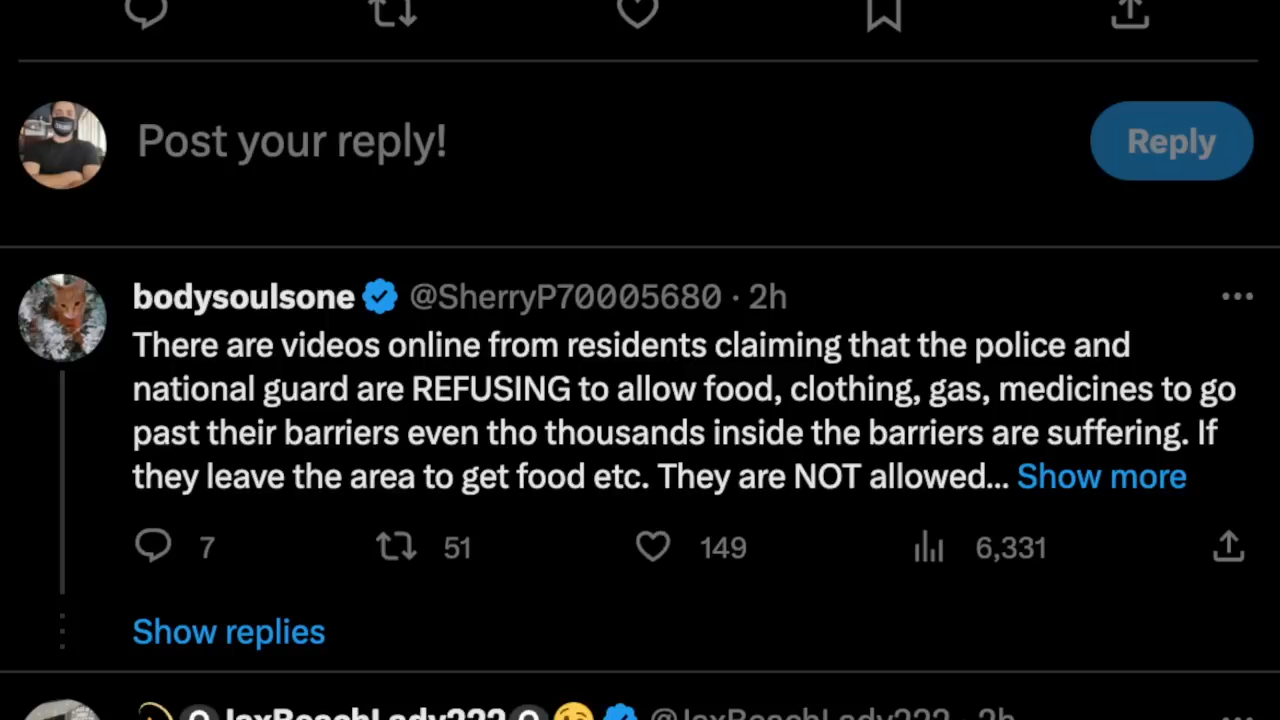 Post your reply!
Reply
bodysoulsone @SherryP70005680 · 2h
There are videos online from residents claiming that the police and
national guard are REFUSING to allow food, clothing, gas, medicines to go
past their barriers even tho thousands inside the barriers are suffering. If
they leave the area to get food etc. They are NOT allowed... Show more
7 51 149 6,331
Show replies
JaxBeachLady222 @JaxBeachLady222 · 2h